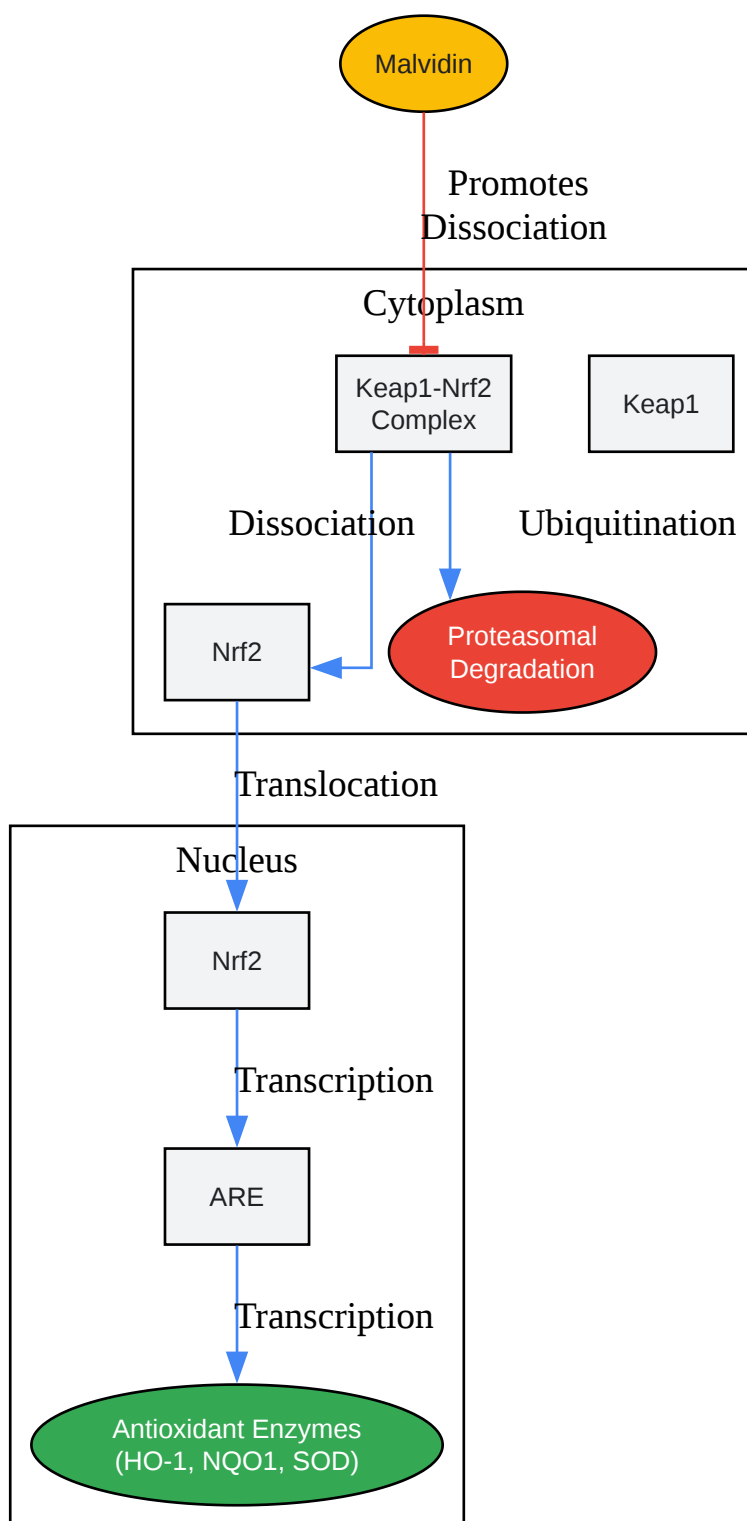 Malvidin
Promotes
Dissociation
Cytoplasm
Keap1-Nrf2
Complex
Keap1
Dissociation
Ubiquitination
Nrf2
Proteasomal
Degradation
Translocation
Nucleus
Nrf2
Transcription
ARE
Transcription
Antioxidant Enzymes
(HO-1, NQO1, SOD)